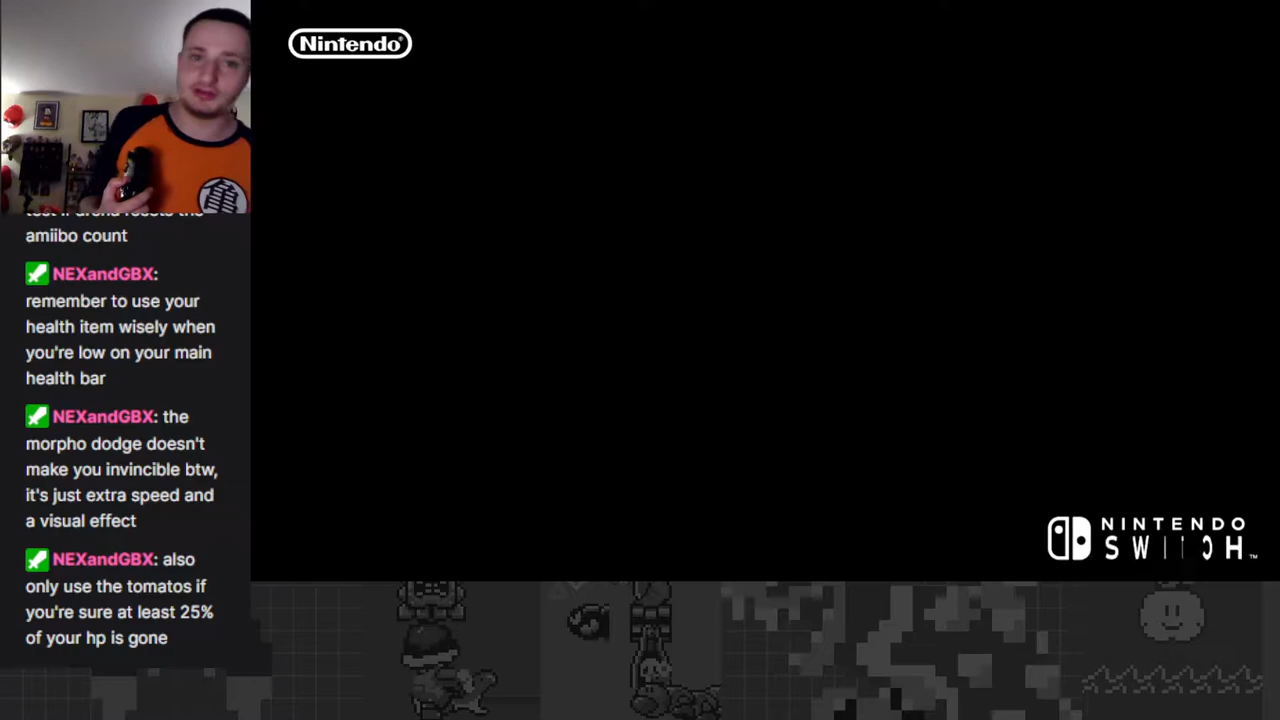 Nintendo®
亀
amiibo count
NEXandGBX:
remember to use your
health item wisely when
you're low on your main
health bar
NEXandGBX: the
morpho dodge doesn't
make you invincible btw,
it's just extra speed and
a visual effect
NEXandGBX: also
only use the tomatos if
you're sure at least 25%
of your hp is gone
NINTENDO
SWITCH™